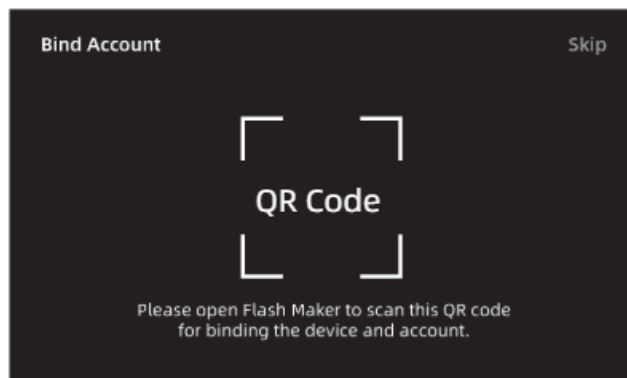 Bind Account
Skip
QR Code
Please open Flash Maker to scan this QR code
for binding the device and account.